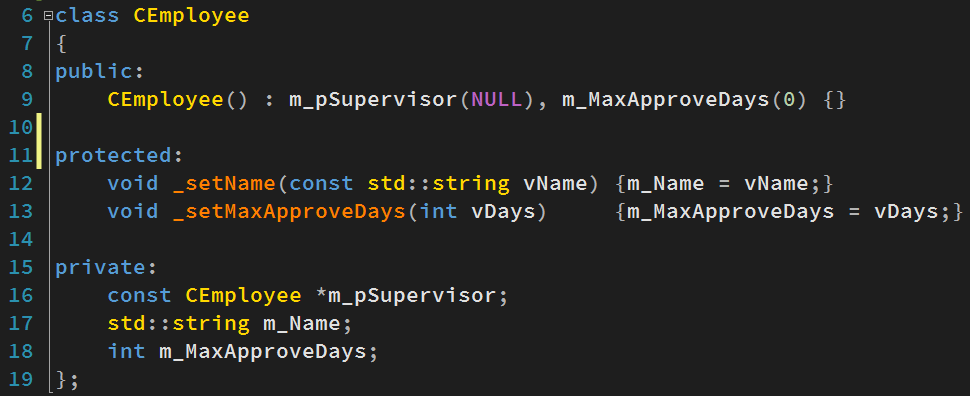 6 class CEmployee
7 {
8 public:
9     CEmployee() : m_pSupervisor(NULL), m_MaxApproveDays(0) {}
10
11 protected:
12     void _setName(const std::string vName) {m_Name = vName;}
13     void _setMaxApproveDays(int vDays)     {m_MaxApproveDays = vDays;}
14
15 private:
16     const CEmployee *m_pSupervisor;
17     std::string m_Name;
18     int m_MaxApproveDays;
19 };